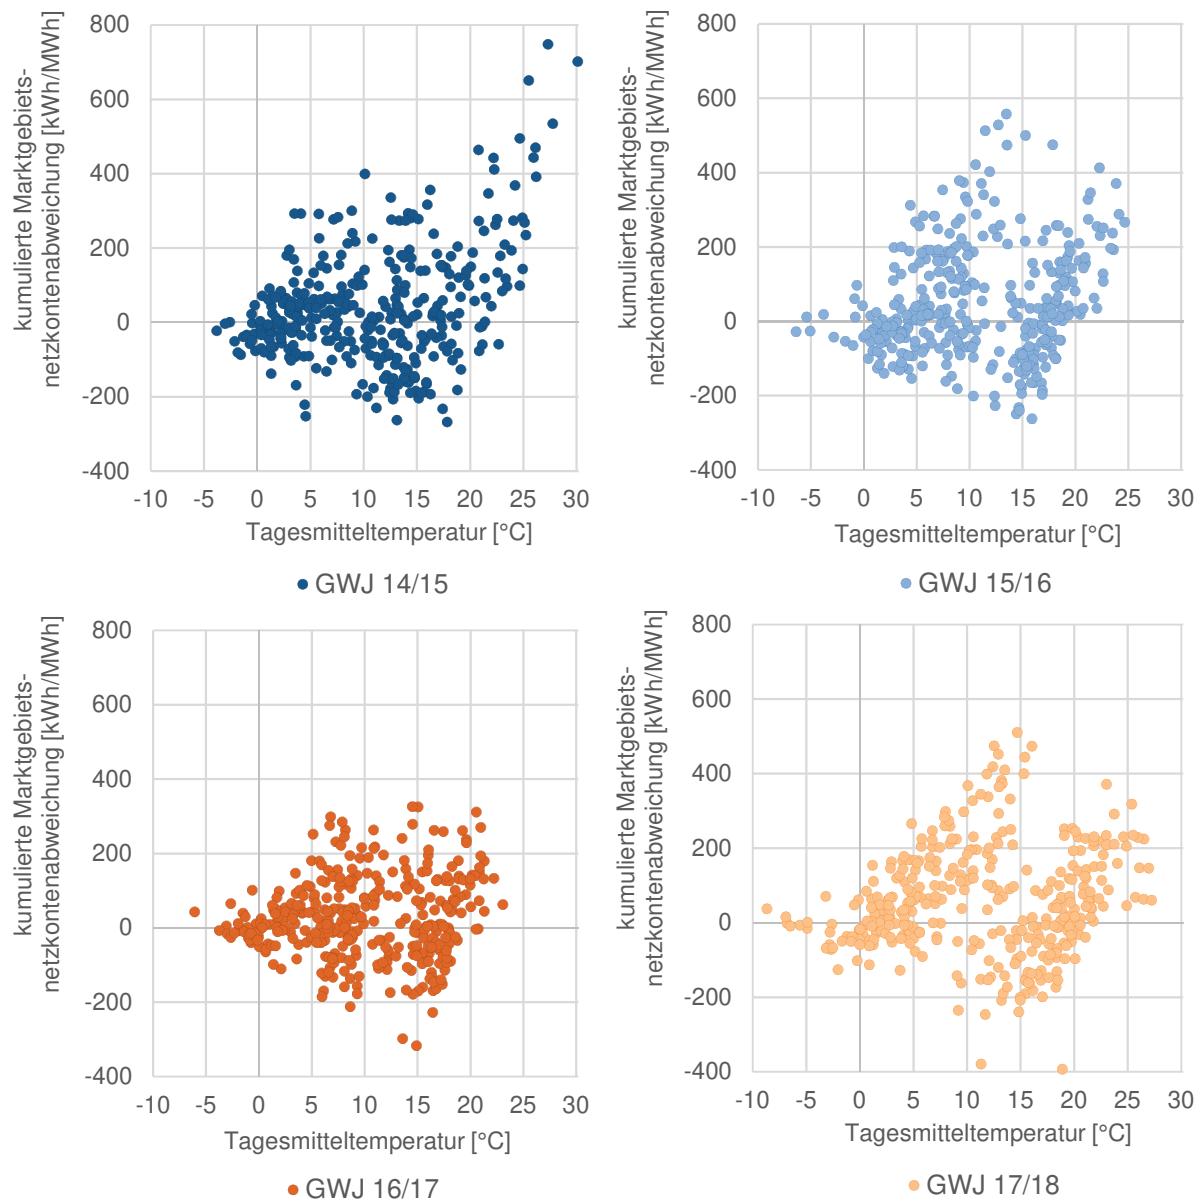 kumulierte Marktgebiets-
netzkontenabweichung [kWh/MWh]
800
600
400
200
0
-200
-400
-10 -5 0 5 10 15 20 25 30
Tagesmitteltemperatur [°C]
GWJ 14/15
kumulierte Marktgebiets-
netzkontenabweichung [kWh/MWh]
800
600
400
200
0
-200
-400
-10 -5 0 5 10 15 20 25 30
Tagesmitteltemperatur [°C]
GWJ 15/16
kumulierte Marktgebiets-
netzkontenabweichung [kWh/MWh]
800
600
400
200
0
-200
-400
-10 -5 0 5 10 15 20 25 30
Tagesmitteltemperatur [°C]
GWJ 16/17
kumulierte Marktgebiets-
netzkontenabweichung [kWh/MWh]
800
600
400
200
0
-200
-400
-10 -5 0 5 10 15 20 25 30
Tagesmitteltemperatur [°C]
GWJ 17/18